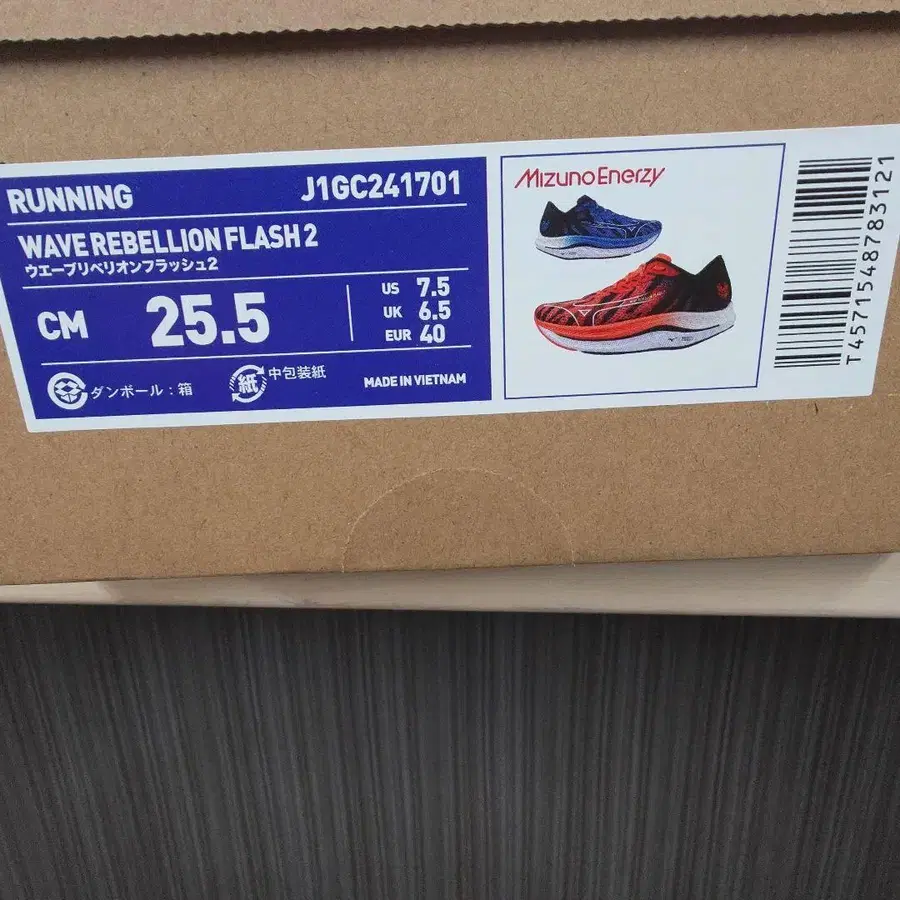 RUNNING J1GC241701
WAVE REBELLION FLASH 2
ウエーブリベリオンフラッシュ2
CM 25.5
US 7.5
UK 6.5
EUR 40
ダンボール:箱
紙 中包装紙
MADE IN VIETNAM
Mizuno Enerzy
T4571548783121